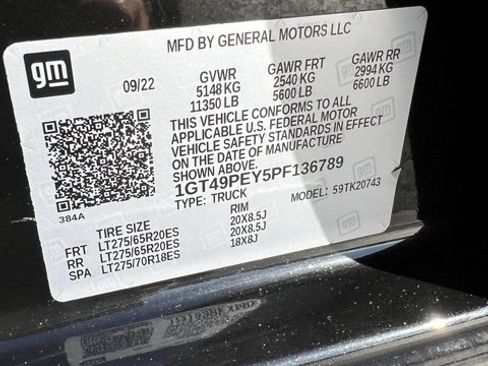 MFD BY GENERAL MOTORS LLC
gm
09/22 GVWR GAWR FRT GAWR RR
5148 KG 2540 KG 2994 KG
11350 LB 5600 LB 6600 LB
THIS VEHICLE CONFORMS TO ALL
APPLICABLE U.S. FEDERAL MOTOR
VEHICLE SAFETY STANDARDS IN EFFECT
ON THE DATE OF MANUFACTURE
SHOWN ABOVE.
1GT49PEY5PF136789
TYPE: TRUCK MODEL: 59TK20743
384A
TIRE SIZE RIM
FRT LT275/65R20ES 20X8.5J
RR LT275/65R20ES 20X8.5J
SPA LT275/70R18ES 18X8J